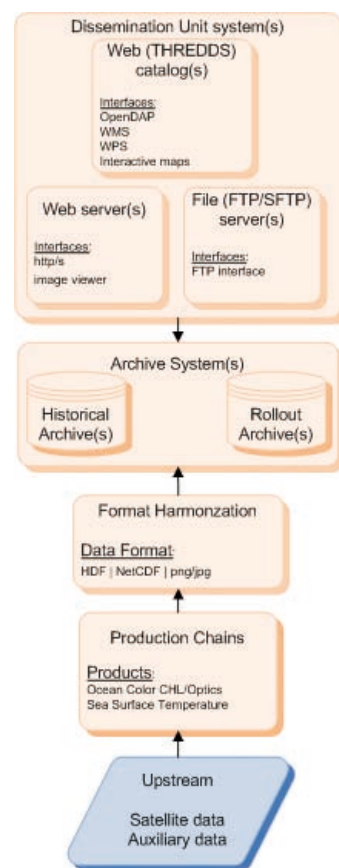 Dissemination Unit system(s)
Web (THREDDS)
catalog(s)
Interfaces:
OpenDAP
WMS
WPS
Interactive maps
Web server(s)
Interfaces:
http/s
image viewer
File (FTP/SFTP)
server(s)
Interfaces:
FTP interface
Archive System(s)
Historical
Archive(s)
Rollout
Archive(s)
Format Harmonzation
Data Format:
HDF | NetCDF | png/jpg
Production Chains
Products:
Ocean Color CHL/Optics
Sea Surface Temperature
Upstream
Satellite data
Auxiliary data